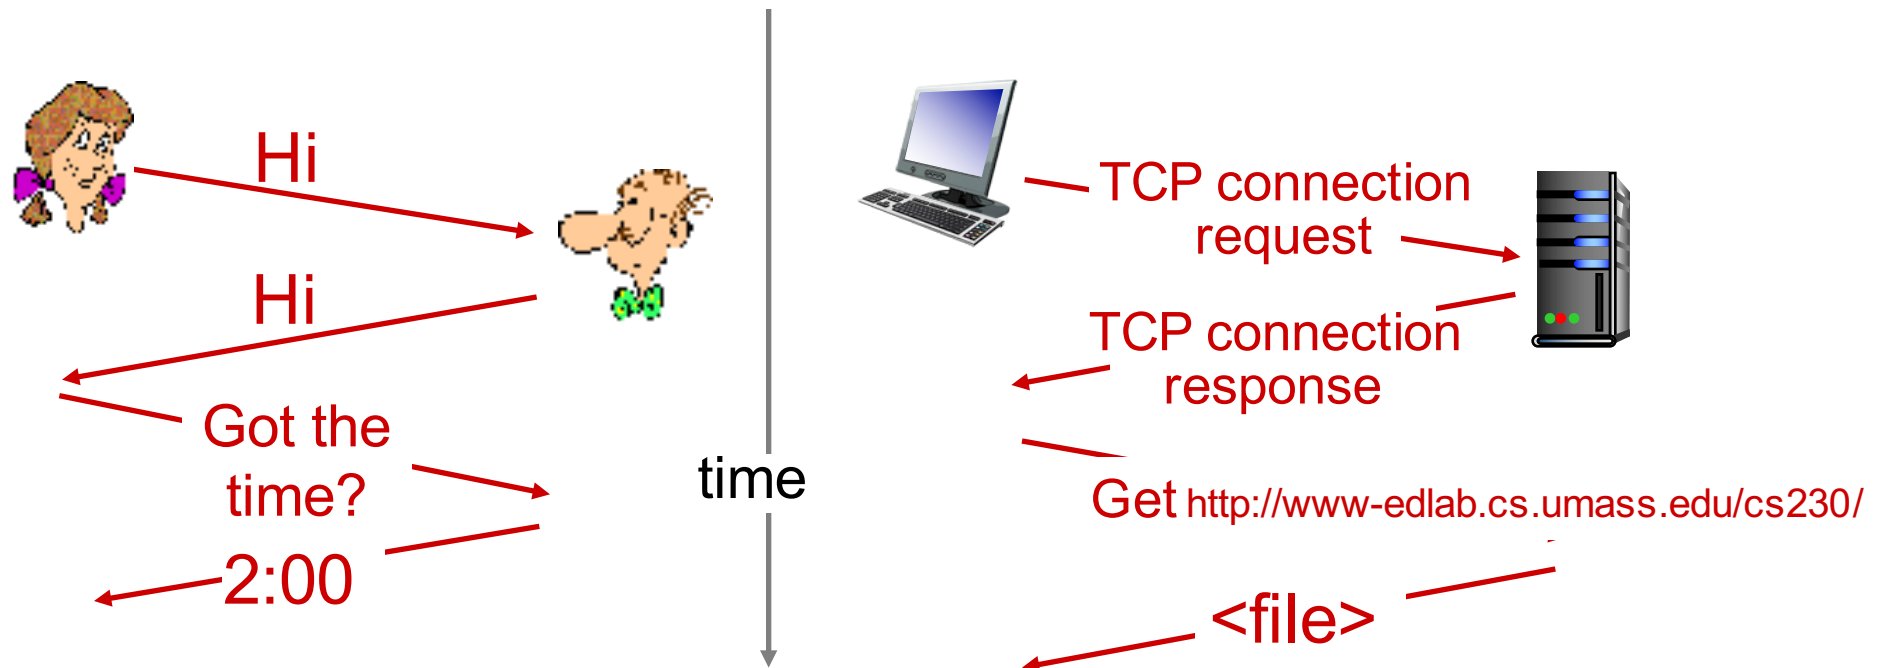 Hi
Hi
Got the
time?
2:00
time
TCP connection
request
TCP connection
response
Get http://www-edlab.cs.umass.edu/cs230/
<file>